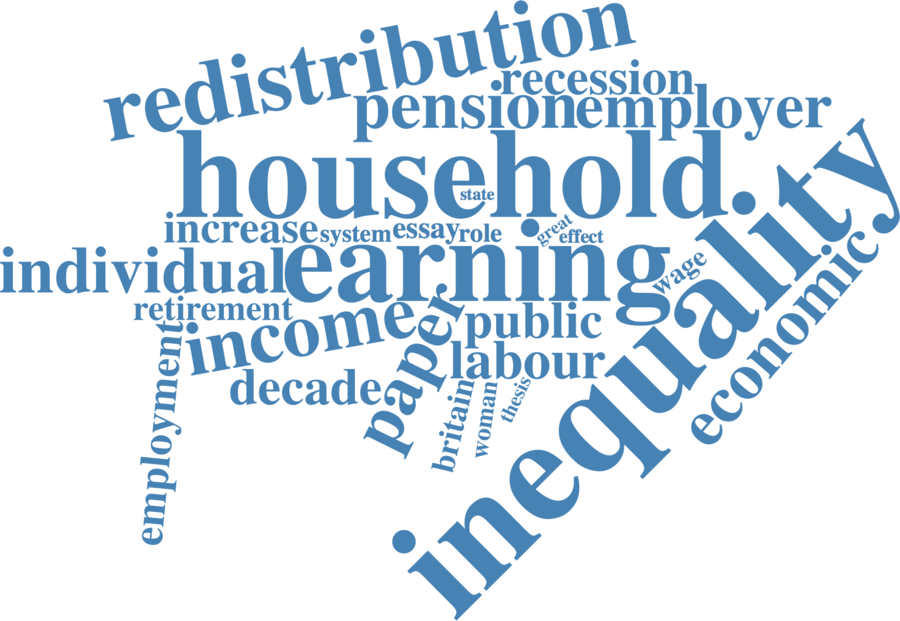 redistribution
recession
pension
employer
household
state
inequality
increase
system
essay
role
great
effect
individual
earning
wage
economic
retirement
income
paper
public
labour
employment
decade
britain
woman
thesis